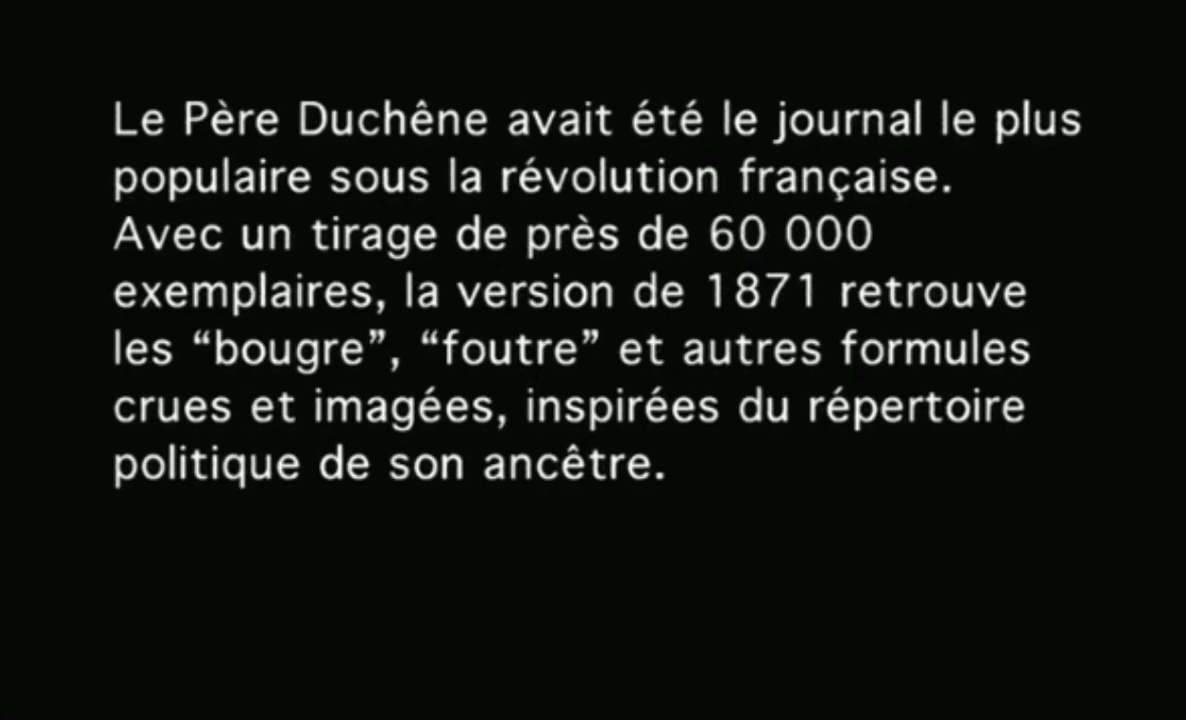 Le Père Duchêne avait été le journal le plus
populaire sous la révolution française.
Avec un tirage de près de 60 000
exemplaires, la version de 1871 retrouve
les “bougre”, “foutre” et autres formules
crues et imagées, inspirées du répertoire
politique de son ancêtre.